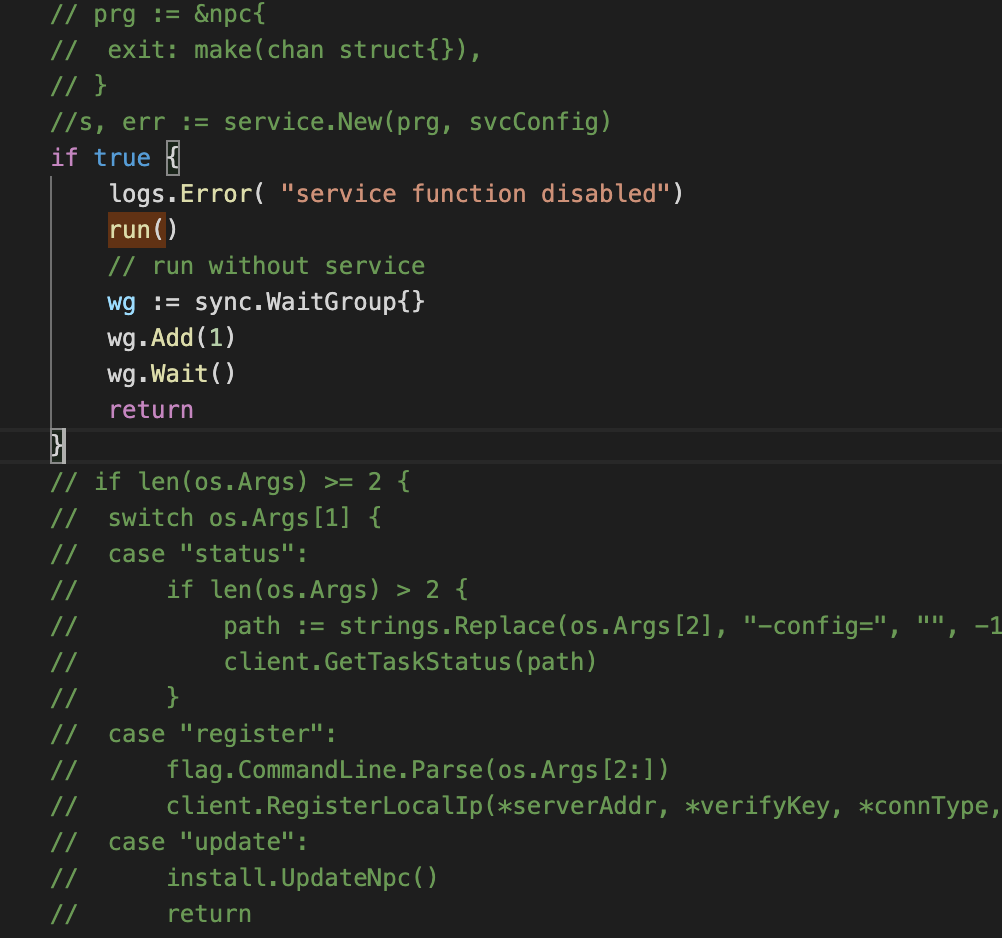 // prg := &npc{
//  exit: make(chan struct{}),
// }
//s, err := service.New(prg, svcConfig)
if true {
    logs.Error( "service function disabled")
    run()
    // run without service
    wg := sync.WaitGroup{}
    wg.Add(1)
    wg.Wait()
    return
}
// if len(os.Args) >= 2 {
//  switch os.Args[1] {
//  case "status":
//      if len(os.Args) > 2 {
//          path := strings.Replace(os.Args[2], "-config=", "", -1
//          client.GetTaskStatus(path)
//      }
//  case "register":
//      flag.CommandLine.Parse(os.Args[2:])
//      client.RegisterLocalIp(*serverAddr, *verifyKey, *connType,
//  case "update":
//      install.UpdateNpc()
//      return